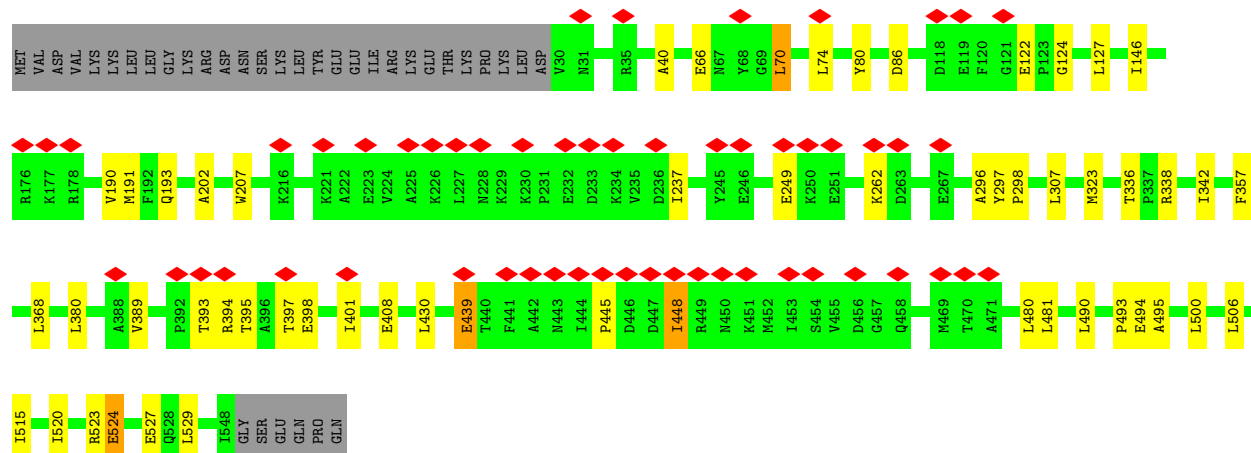 MET VAL ASP VAL LYS LYS LEU LEU GLY LYS ARG ASP ASN SER LYS LEU TYR GLU GLU ILE ARG LYS GLU THR LYS PRO LYS LEU ASP V30 N31 R35 A40 E66 N67 Y68 G69 L70 L74 Y80 D86 D118 E119 F120 G121 E122 P123 G124 L127 I146
R176 K177 R178 V190 M191 F192 Q193 A202 W207 K216 K221 A222 E223 V224 A225 K226 L227 N228 K229 K230 P231 E232 D233 K234 V235 D236 I237 Y245 E246 E249 K250 E251 K262 D263 E267 A296 Y297 P298 L307 M323 T336 P337 R338 I342 F357
L368 L380 A388 V389 P392 T393 R394 T395 A396 T397 E398 I401 E408 L430 E439 T440 F441 A442 N443 I444 P445 D446 D447 I448 R449 N450 K451 M452 I453 S454 V455 D456 G457 Q458 M469 T470 A471 L480 L481 L490 P493 E494 A495 L500 L506
I515 I520 R523 E524 E527 Q528 L529 I548 GLY SER GLU GLN PRO GLN